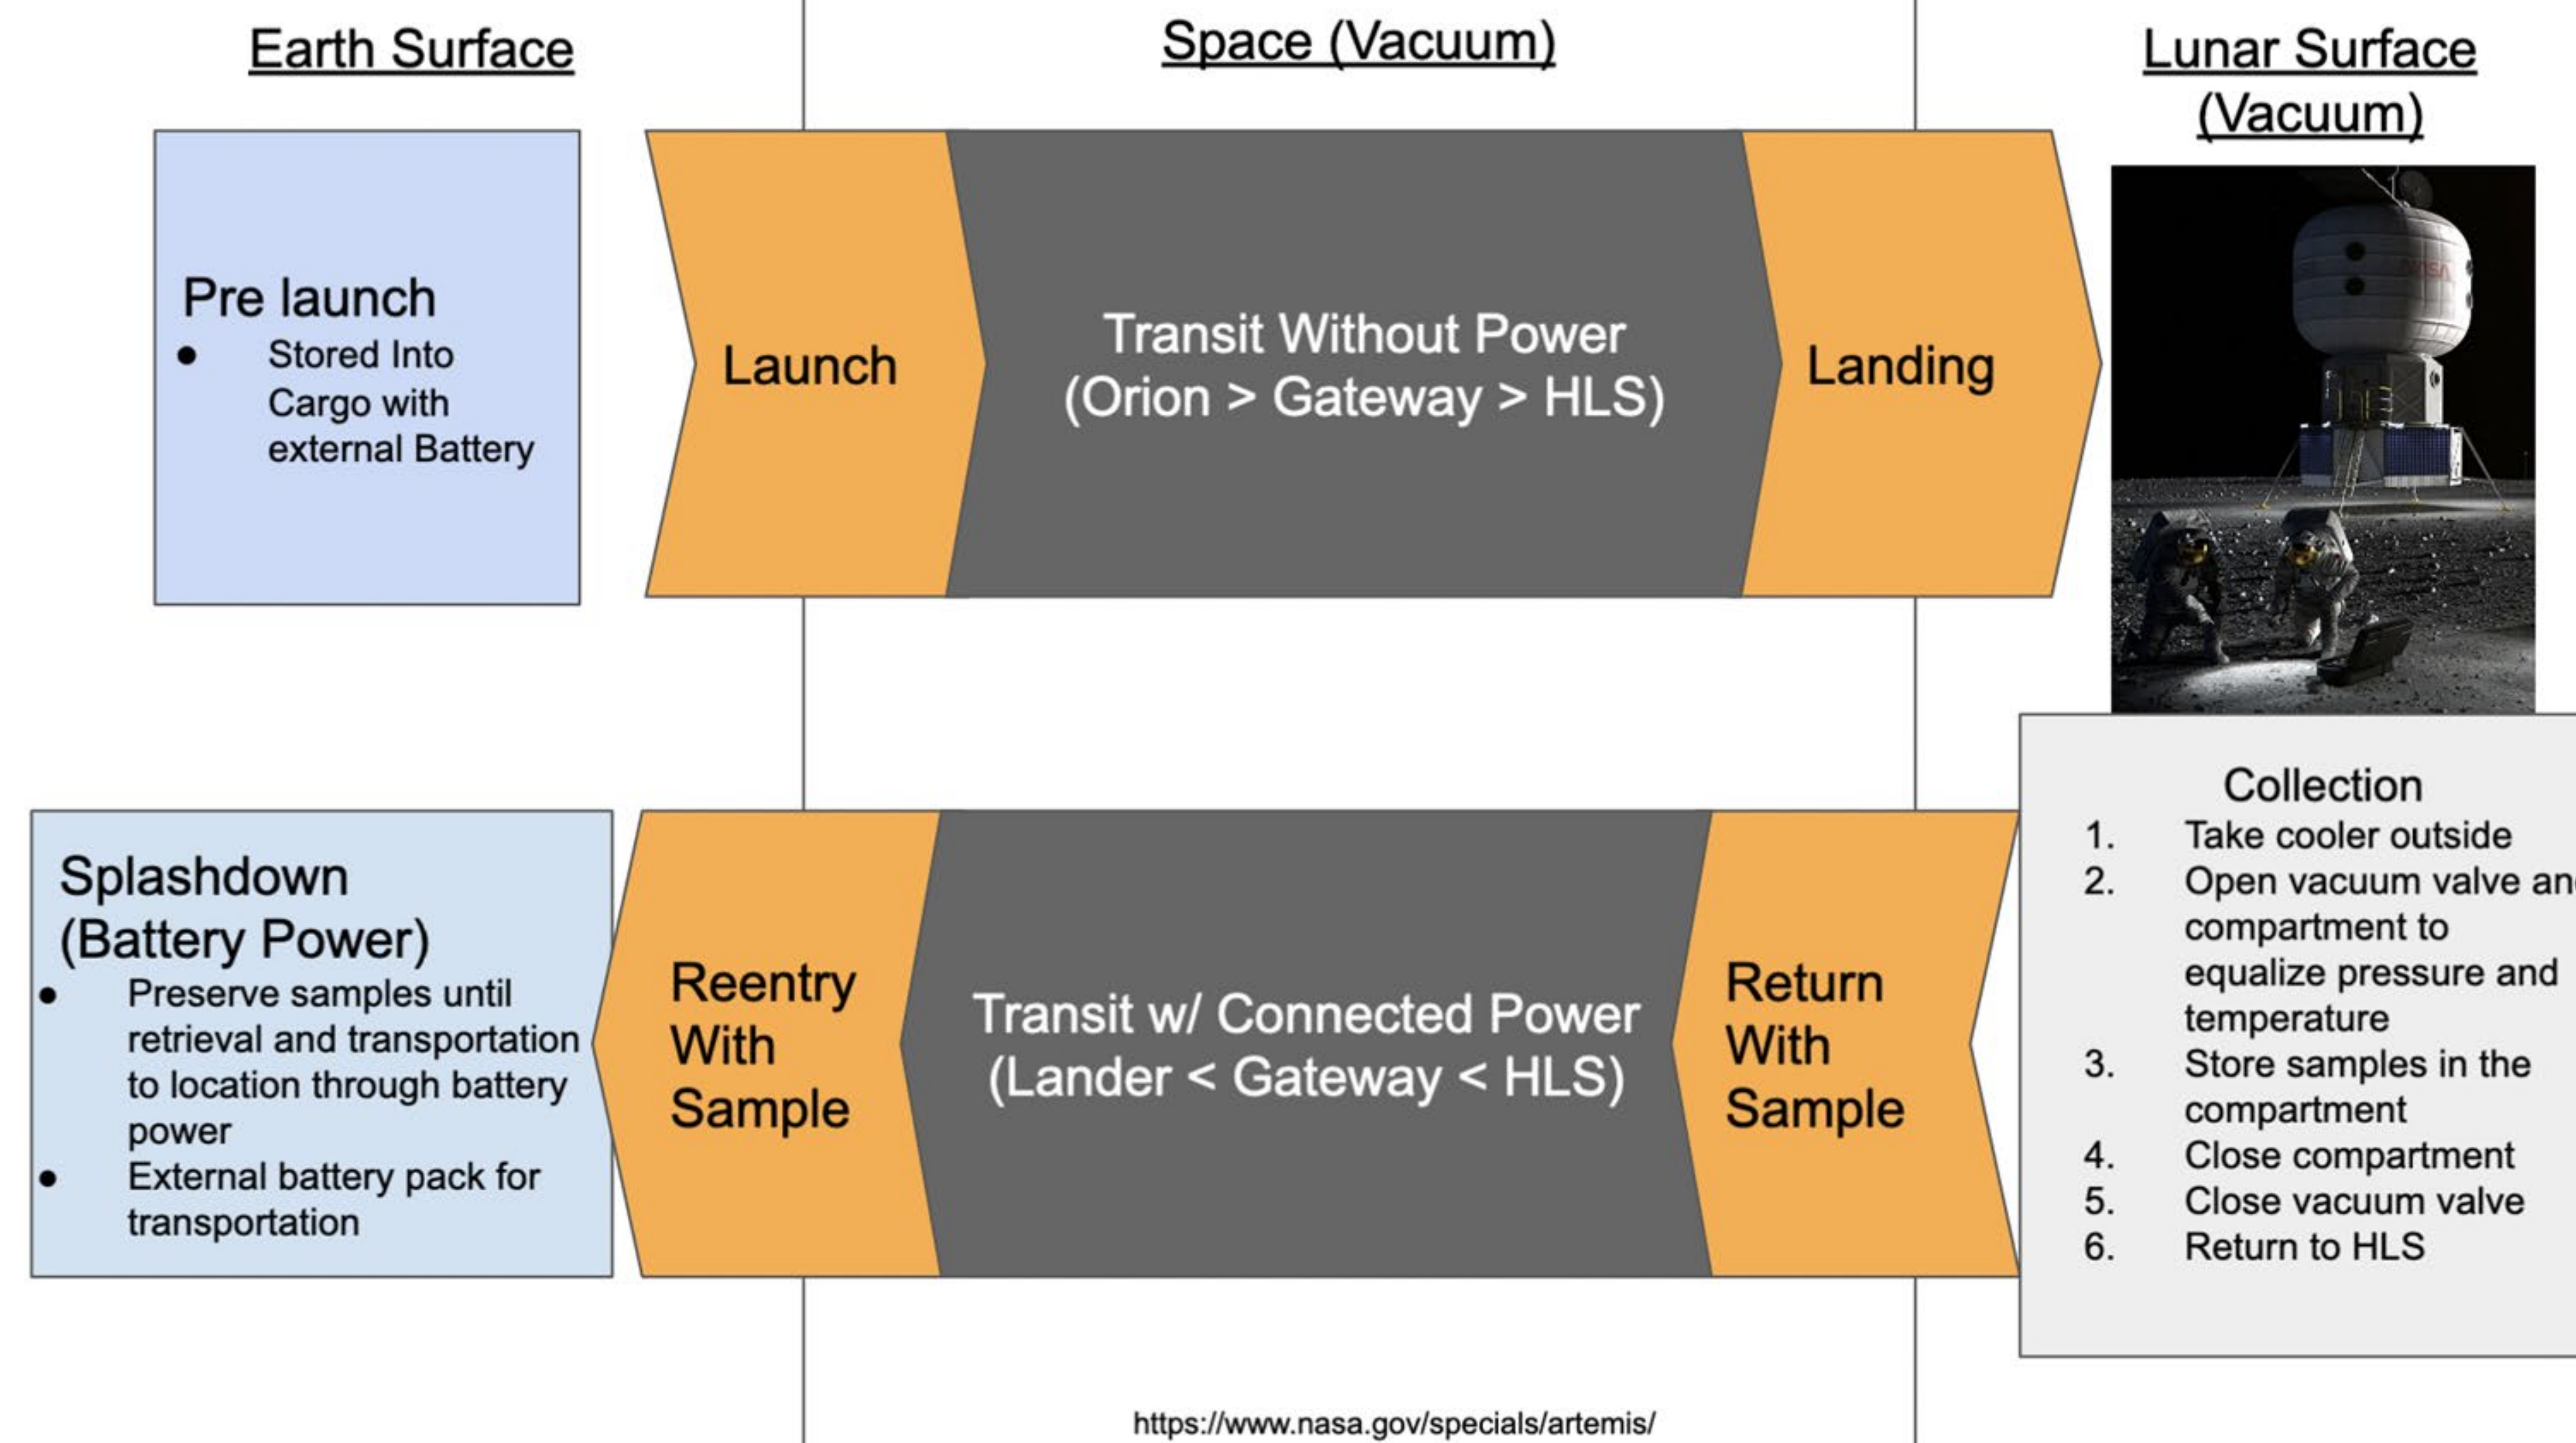 Earth Surface
Space (Vacuum)
Lunar Surface
(Vacuum)
Pre launch
● Stored Into
Cargo with
external Battery
Launch
Transit Without Power
(Orion > Gateway > HLS)
Landing
NASA
Splashdown
(Battery Power)
● Preserve samples until
retrieval and transportation
to location through battery
power
● External battery pack for
transportation
Reentry
With
Sample
Transit w/ Connected Power
(Lander < Gateway < HLS)
Return
With
Sample
Collection
1. Take cooler outside
2. Open vacuum valve an
compartment to
equalize pressure and
temperature
3. Store samples in the
compartment
4. Close compartment
5. Close vacuum valve
6. Return to HLS
https://www.nasa.gov/specials/artemis/